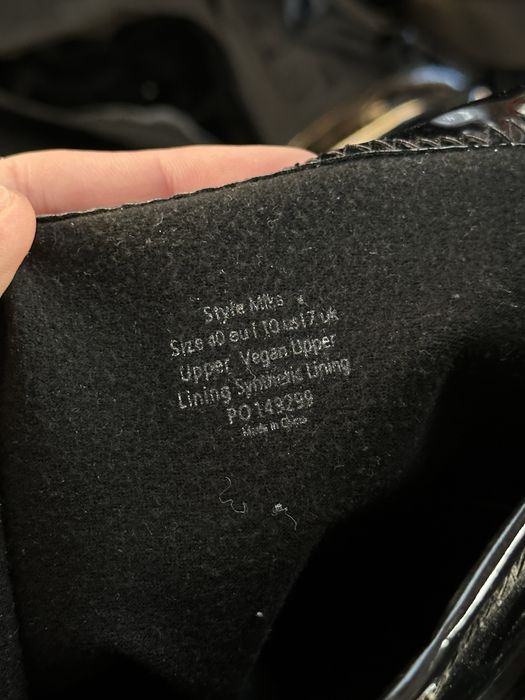 Style Mika
Size 40 eu | 10 us | 7 uk
Upper Vegan Upper
Lining Synthetic Lining
PO 149299
Made in China